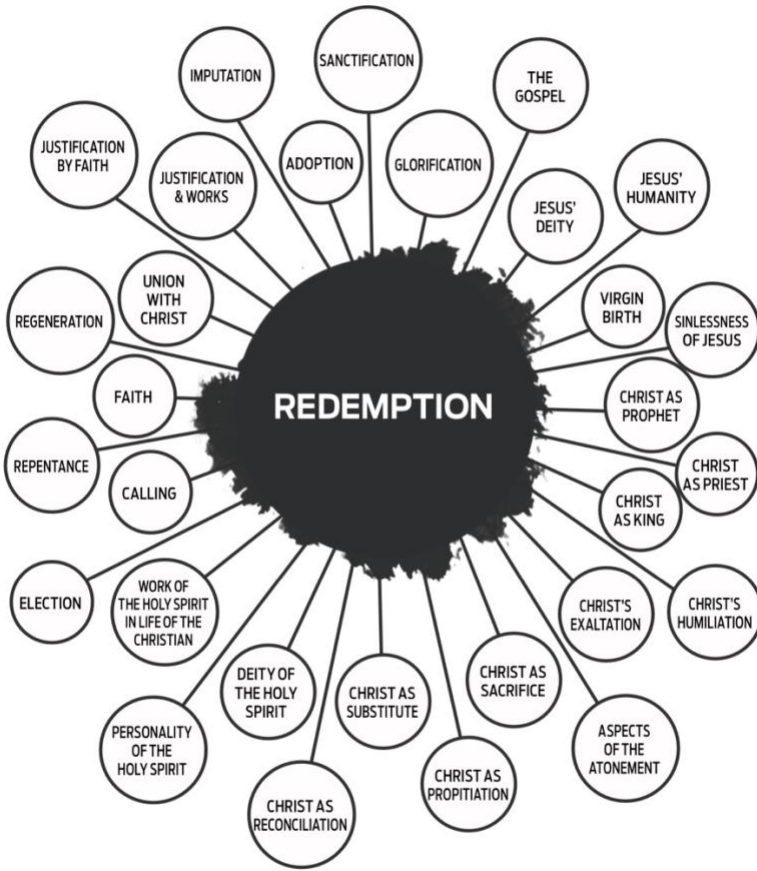 SANCTIFICATION
THE
GOSPEL
IMPUTATION
JUSTIFICATION
BY FAITH
ADOPTION
GLORIFICATION
JUSTIFICATION
& WORKS
JESUS'
HUMANITY
JESUS'
DEITY
UNION
WITH
CHRIST
VIRGIN
BIRTH
REGENERATION
SINLESSNESS
OF JESUS
FAITH
REDEMPTION
CHRIST AS
PROPHET
REPENTANCE
CHRIST
AS PRIEST
CALLING
CHRIST
AS KING
ELECTION
WORK OF
THE HOLY SPIRIT
IN LIFE OF THE
CHRISTIAN
CHRIST'S
EXALTATION
CHRIST'S
HUMILIATION
DEITY OF
THE HOLY
SPIRIT
CHRIST AS
SUBSTITUTE
CHRIST AS
SACRIFICE
PERSONALITY
OF THE
HOLY SPIRIT
ASPECTS
OF THE
ATONEMENT
CHRIST AS
PROPITIATION
CHRIST AS
RECONCILIATION